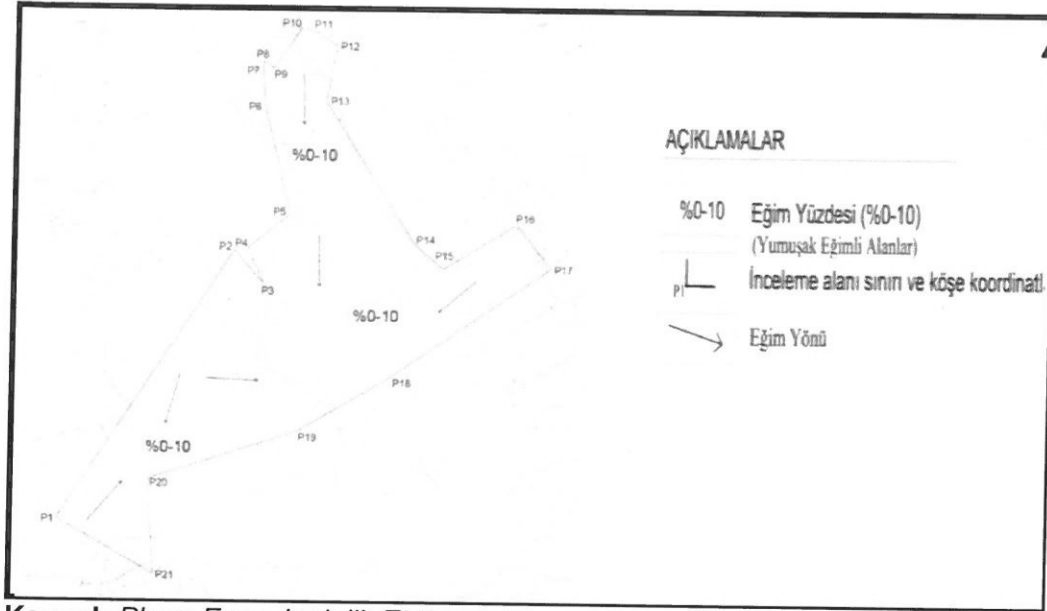 P10 P11
P12
P8
P7 P9
P6 P13
%0-10
P5
P2 P4 P14 P16
P15
P3 P17
%0-10
P18
P19
%0-10
P20
P1
P21
AÇIKLAMALAR
%0-10 Eğim Yüzdesi (%0-10)
(Yumuşak Eğimli Alanlar)
P1 İnceleme alanı sınırı ve köşe koordinatl
Eğim Yönü